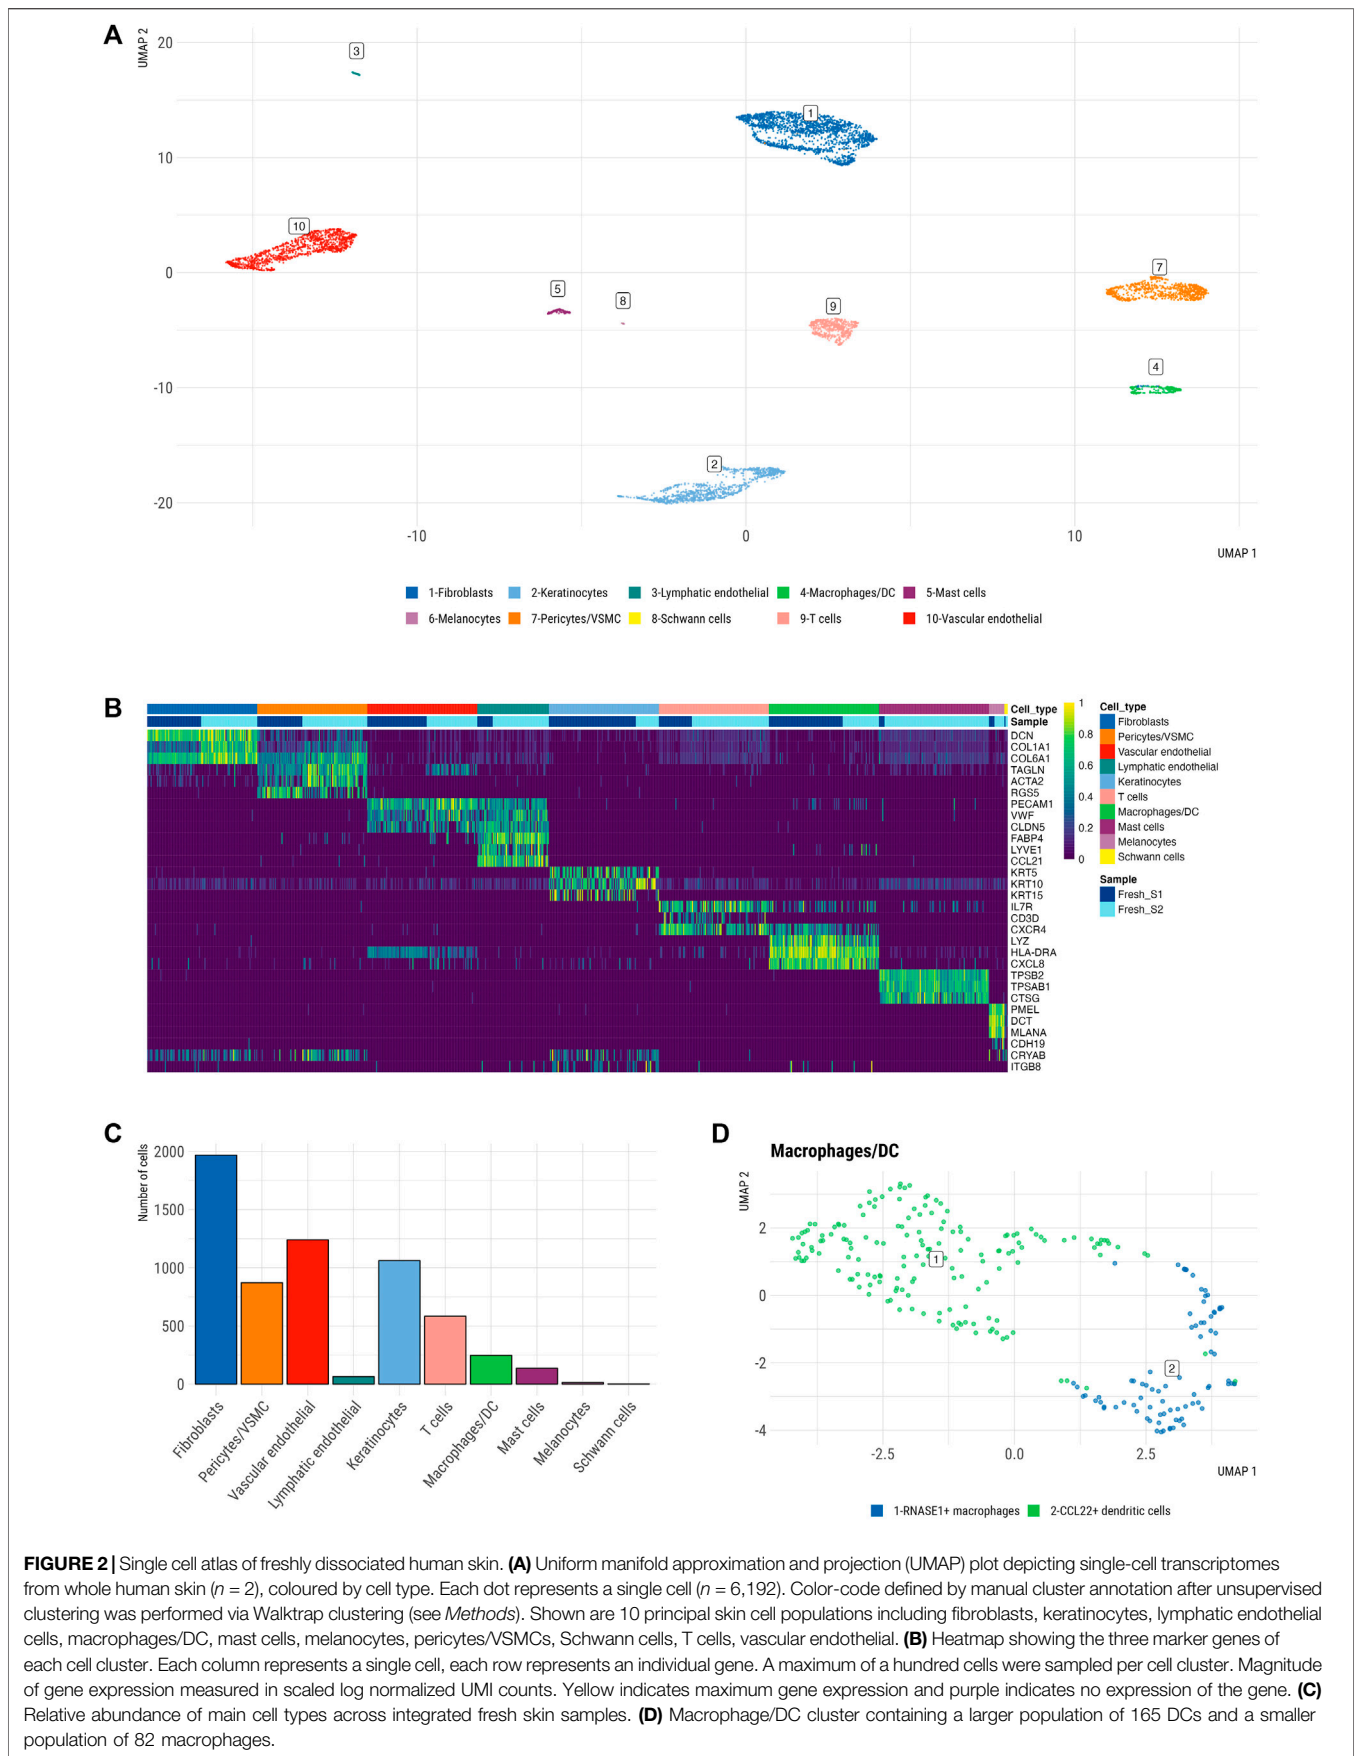 A
UMAP 2
20
10
0
-10
-20
3
1
10
7
5
8
9
4
2
-10
0
10
UMAP 1
1-Fibroblasts
2-Keratinocytes
3-Lymphatic endothelial
4-Macrophages/DC
5-Mast cells
6-Melanocytes
7-Pericytes/VSMC
8-Schwann cells
9-T cells
10-Vascular endothelial
B
Cell_type
Sample
DCN
COL1A1
COL6A1
TAGLN
ACTA2
RGS5
PECAM1
VWF
CLDN5
FABP4
LYVE1
CCL21
KRT5
KRT10
KRT15
IL7R
CD3D
CXCR4
LYZ
HLA-DRA
CXCL8
TPSB2
TPSAB1
CTSG
PMEL
DCT
MLANA
CDH19
CRYAB
ITGB8
1
0.8
0.6
0.4
0.2
0
Cell_type
Fibroblasts
Pericytes/VSMC
Vascular endothelial
Lymphatic endothelial
Keratinocytes
T cells
Macrophages/DC
Mast cells
Melanocytes
Schwann cells
Sample
Fresh_S1
Fresh_S2
C
Number of cells
2000
1500
1000
500
0
Fibroblasts
Pericytes/VSMC
Vascular endothelial
Lymphatic endothelial
Keratinocytes
T cells
Macrophages/DC
Mast cells
Melanocytes
Schwann cells
D
Macrophages/DC
UMAP 2
2
0
-2
-4
1
2
-2.5
0.0
2.5
UMAP 1
1-RNASE1+ macrophages
2-CCL22+ dendritic cells
FIGURE 2 | Single cell atlas of freshly dissociated human skin. (A) Uniform manifold approximation and projection (UMAP) plot depicting single-cell transcriptomes
from whole human skin (n = 2), coloured by cell type. Each dot represents a single cell (n = 6,192). Color-code defined by manual cluster annotation after unsupervised
clustering was performed via Walktrap clustering (see Methods). Shown are 10 principal skin cell populations including fibroblasts, keratinocytes, lymphatic endothelial
cells, macrophages/DC, mast cells, melanocytes, pericytes/VSMCs, Schwann cells, T cells, vascular endothelial. (B) Heatmap showing the three marker genes of
each cell cluster. Each column represents a single cell, each row represents an individual gene. A maximum of a hundred cells were sampled per cell cluster. Magnitude
of gene expression measured in scaled log normalized UMI counts. Yellow indicates maximum gene expression and purple indicates no expression of the gene. (C)
Relative abundance of main cell types across integrated fresh skin samples. (D) Macrophage/DC cluster containing a larger population of 165 DCs and a smaller
population of 82 macrophages.